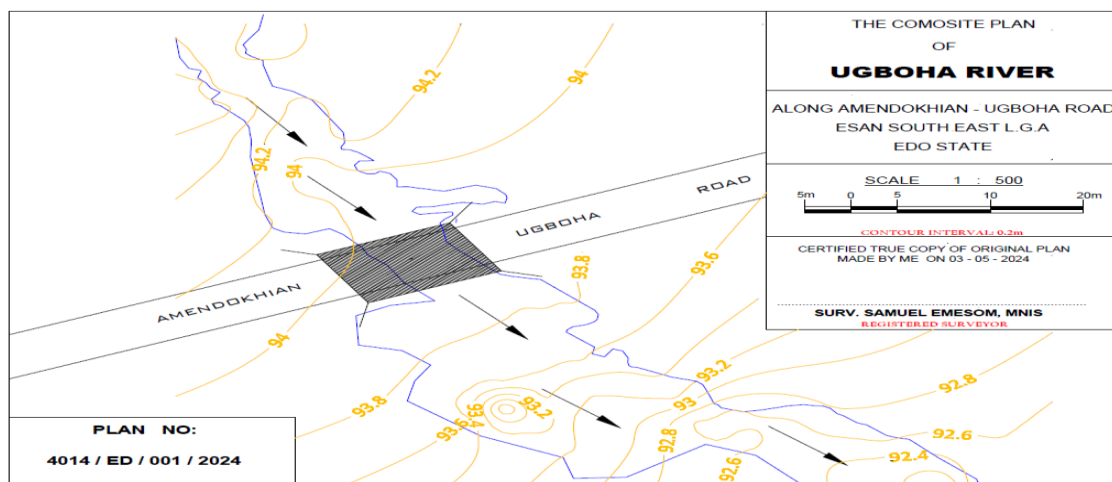 THE COMOSITE PLAN
OF
UGBOHA RIVER
ALONG AMENDOKHIAN - UGBOHA ROAD
ESAN SOUTH EAST L.G.A
EDO STATE
SCALE 1 : 500
5m 0 5 10 20m
CONTOUR INTERVAL: 0.2m
CERTIFIED TRUE COPY OF ORIGINAL PLAN
MADE BY ME ON 03 - 05 - 2024
SURV. SAMUEL EMESOM, MNIS
REGISTERED SURVEYOR
94.2
94
94.2
94
ROAD
UGBOHA
93.8
93.6
AMENDOKHIAN
94
93.8
93.6
93.4
93.2
93.2
93
92.8
92.8
92.6
92.6
92.4
PLAN NO:
4014 / ED / 001 / 2024